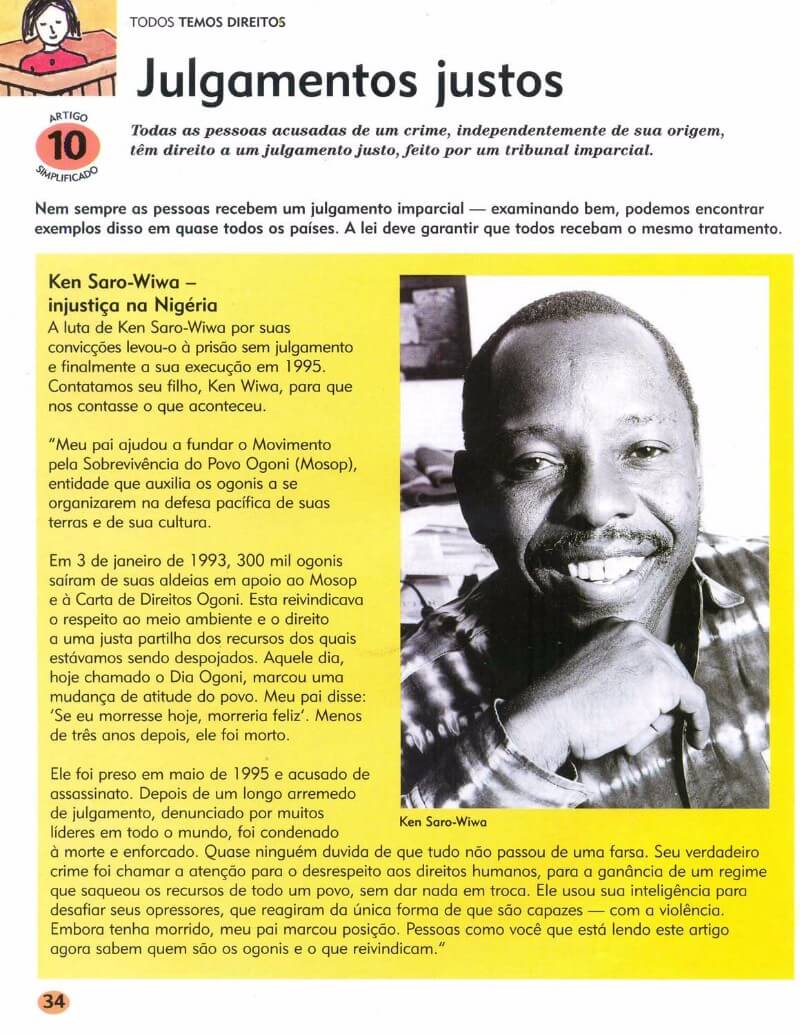 TODOS TEMOS DIREITOS
Julgamentos justos
ARTIGO
10
SIMPLIFICADO
Todas as pessoas acusadas de um crime, independentemente de sua origem,
têm direito a um julgamento justo, feito por um tribunal imparcial.
Nem sempre as pessoas recebem um julgamento imparcial — examinando bem, podemos encontrar
exemplos disso em quase todos os países. A lei deve garantir que todos recebam o mesmo tratamento.
Ken Saro-Wiwa –
injustiça na Nigéria
A luta de Ken Saro-Wiwa por suas
convicções levou-o à prisão sem julgamento
e finalmente a sua execução em 1995.
Contatamos seu filho, Ken Wiwa, para que
nos contasse o que aconteceu.
“Meu pai ajudou a fundar o Movimento
pela Sobrevivência do Povo Ogoni (Mosop),
entidade que auxilia os ogonis a se
organizarem na defesa pacífica de suas
terras e de sua cultura.
Em 3 de janeiro de 1993, 300 mil ogonis
saíram de suas aldeias em apoio ao Mosop
e à Carta de Direitos Ogoni. Esta reivindicava
o respeito ao meio ambiente e o direito
a uma justa partilha dos recursos dos quais
estávamos sendo despojados. Aquele dia,
hoje chamado o Dia Ogoni, marcou uma
mudança de atitude do povo. Meu pai disse:
‘Se eu morresse hoje, morreria feliz’. Menos
de três anos depois, ele foi morto.
Ele foi preso em maio de 1995 e acusado de
assassinato. Depois de um longo arremedo
de julgamento, denunciado por muitos
líderes em todo o mundo, foi condenado
à morte e enforcado. Quase ninguém duvida de que tudo não passou de uma farsa. Seu verdadeiro
crime foi chamar a atenção para o desrespeito aos direitos humanos, para a ganância de um regime
que saqueou os recursos de todo um povo, sem dar nada em troca. Ele usou sua inteligência para
desafiar seus opressores, que reagiram da única forma de que são capazes — com a violência.
Embora tenha morrido, meu pai marcou posição. Pessoas como você que está lendo este artigo
agora sabem quem são os ogonis e o que reivindicam.”
Ken Saro-Wiwa
34